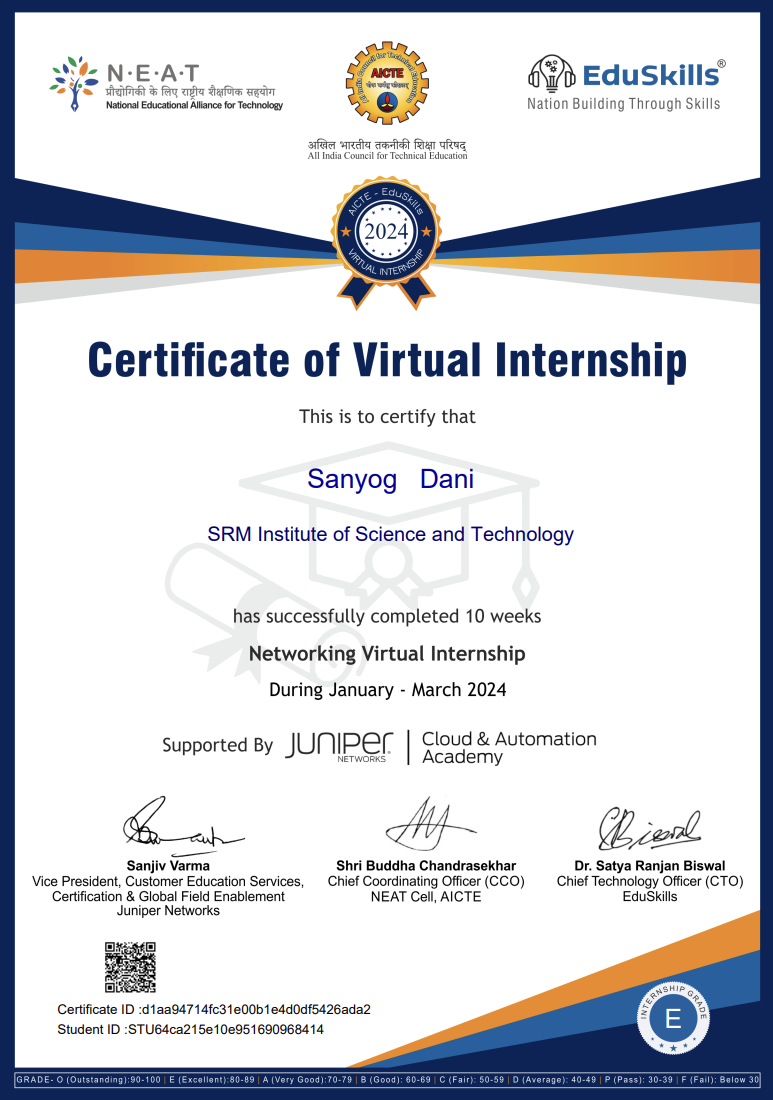 N·E·A·T
प्रौद्योगिकी के लिए राष्ट्रीय शैक्षणिक सहयोग
National Educational Alliance for Technology
All India Council for Technical Education
AICTE
EduSkills®
Nation Building Through Skills
अखिल भारतीय तकनीकी शिक्षा परिषद्
All India Council for Technical Education
AICTE - EduSkills
2024
VIRTUAL INTERNSHIP
Certificate of Virtual Internship
This is to certify that
Sanyog Dani
SRM Institute of Science and Technology
has successfully completed 10 weeks
Networking Virtual Internship
During January - March 2024
Supported By JUNIPER NETWORKS | Cloud & Automation Academy
Sanjiv Varma
Vice President, Customer Education Services,
Certification & Global Field Enablement
Juniper Networks
Shri Buddha Chandrasekhar
Chief Coordinating Officer (CCO)
NEAT Cell, AICTE
Dr. Satya Ranjan Biswal
Chief Technology Officer (CTO)
EduSkills
Certificate ID :d1aa94714fc31e00b1e4d0df5426ada2
Student ID :STU64ca215e10e951690968414
INTERNSHIP GRADE
E
GRADE- O (Outstanding):90-100 | E (Excellent):80-89 | A (Very Good):70-79 | B (Good): 60-69 | C (Fair): 50-59 | D (Average): 40-49 | P (Pass): 30-39 | F (Fail): Below 30